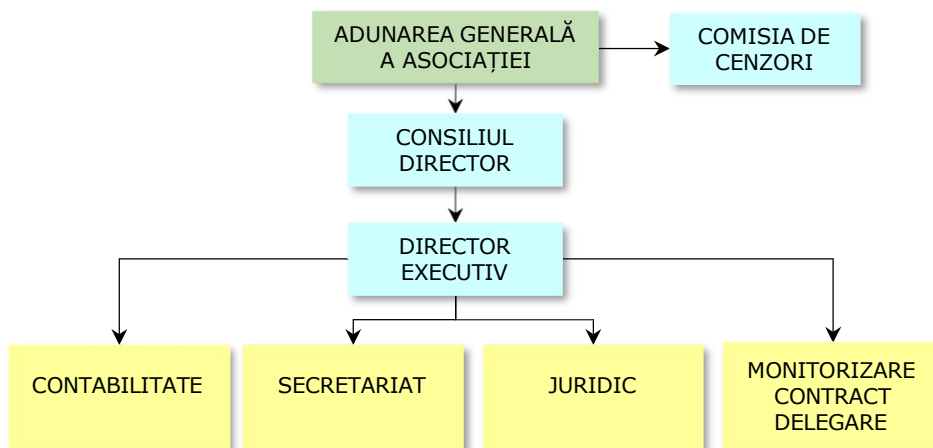 ADUNAREA GENERALĂ
A ASOCIAȚIEI
COMISIA DE
CENZORI
CONSILIUL
DIRECTOR
DIRECTOR
EXECUTIV
CONTABILITATE
SECRETARIAT
JURIDIC
MONITORIZARE
CONTRACT
DELEGARE